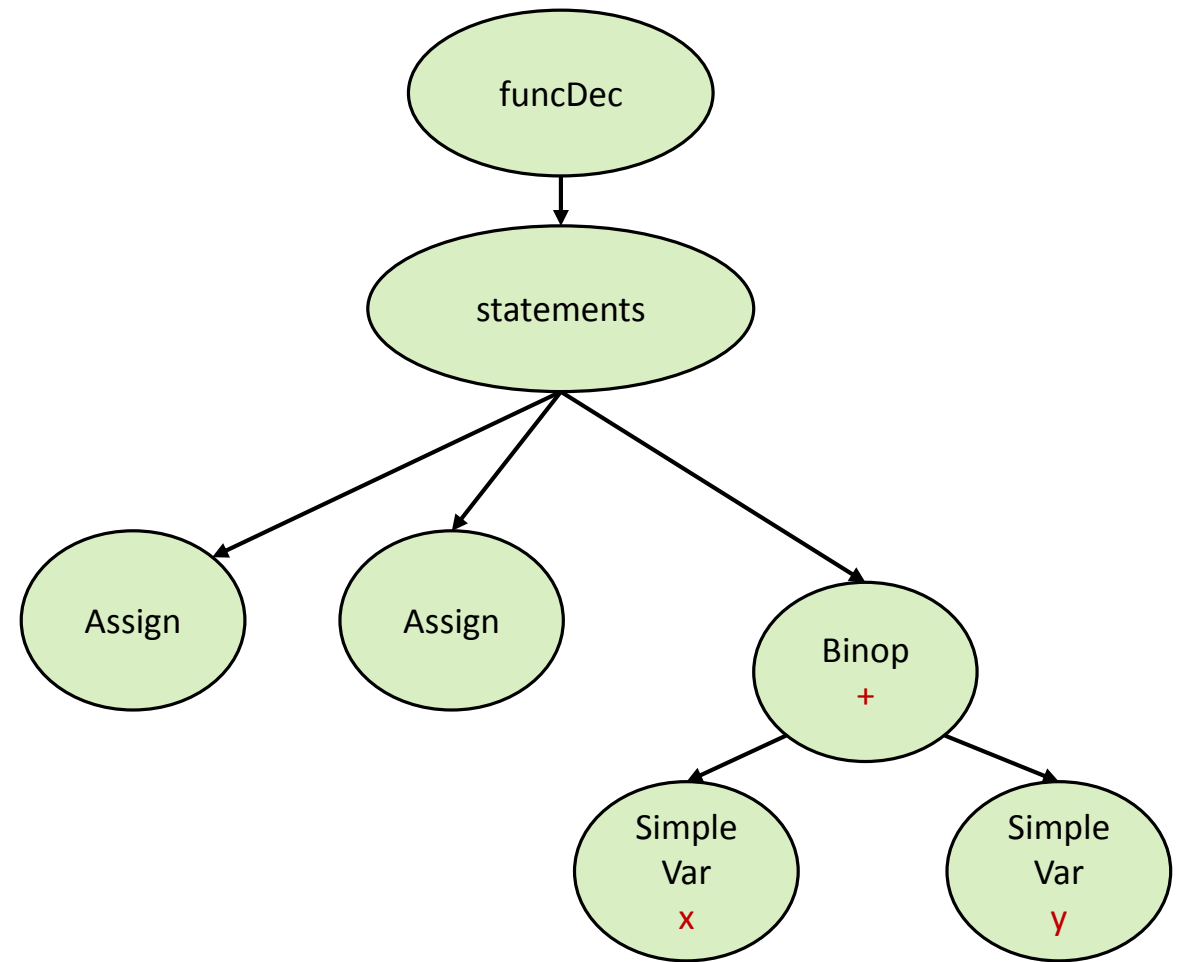 funcDec
statements
Assign
Assign
Binop
+
Simple
Var
x
Simple
Var
y